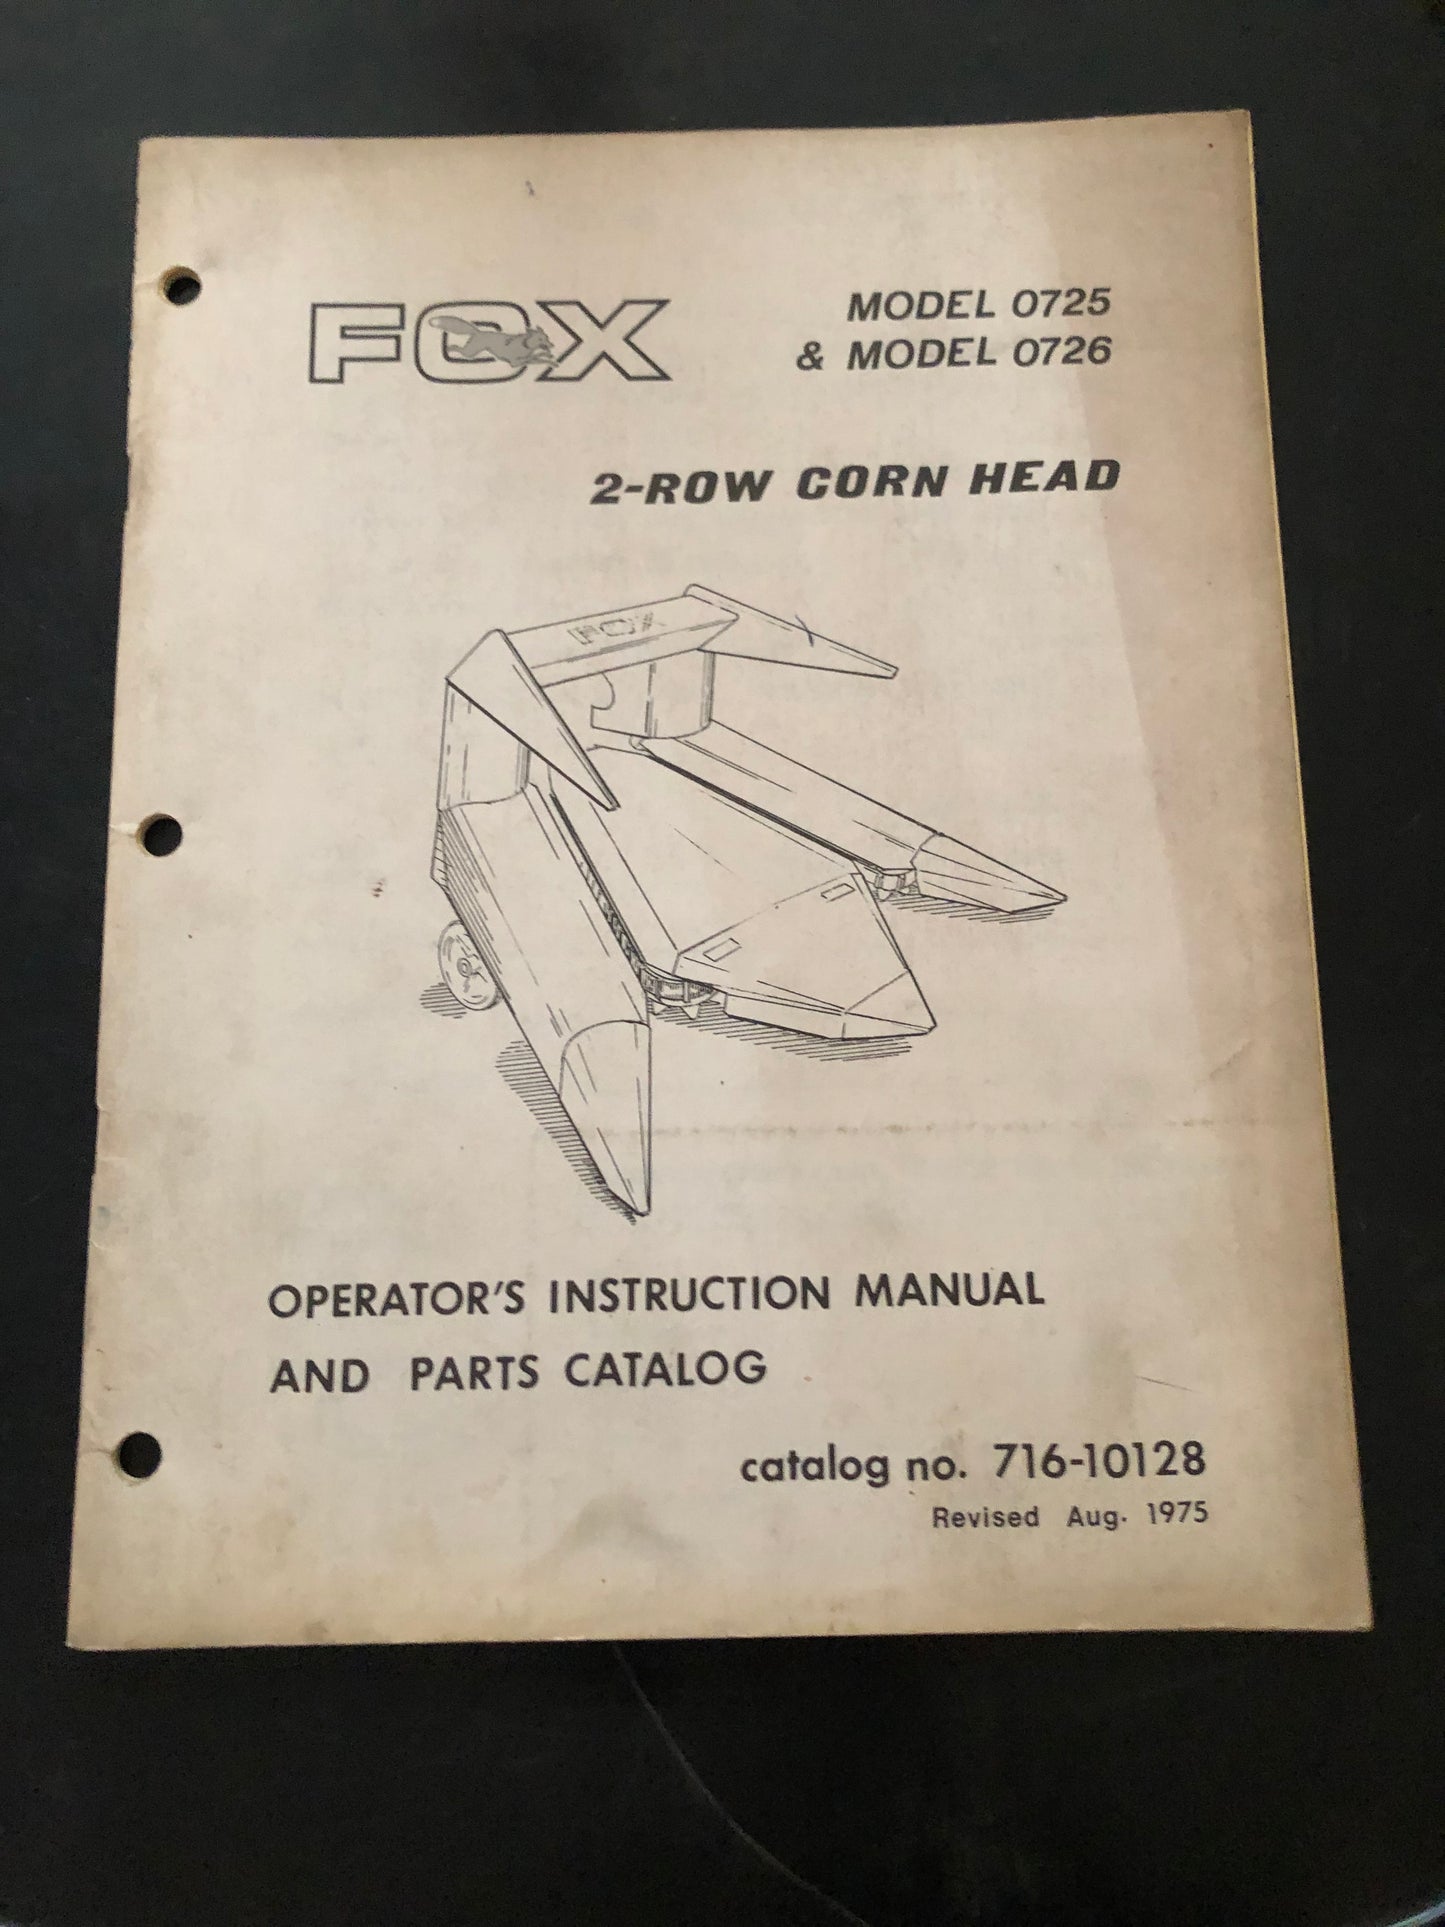 FOX
MODEL 0725
& MODEL 0726
2-ROW CORN HEAD
FOX
OPERATOR'S INSTRUCTION MANUAL
AND PARTS CATALOG
catalog no. 716-10128
Revised Aug. 1975